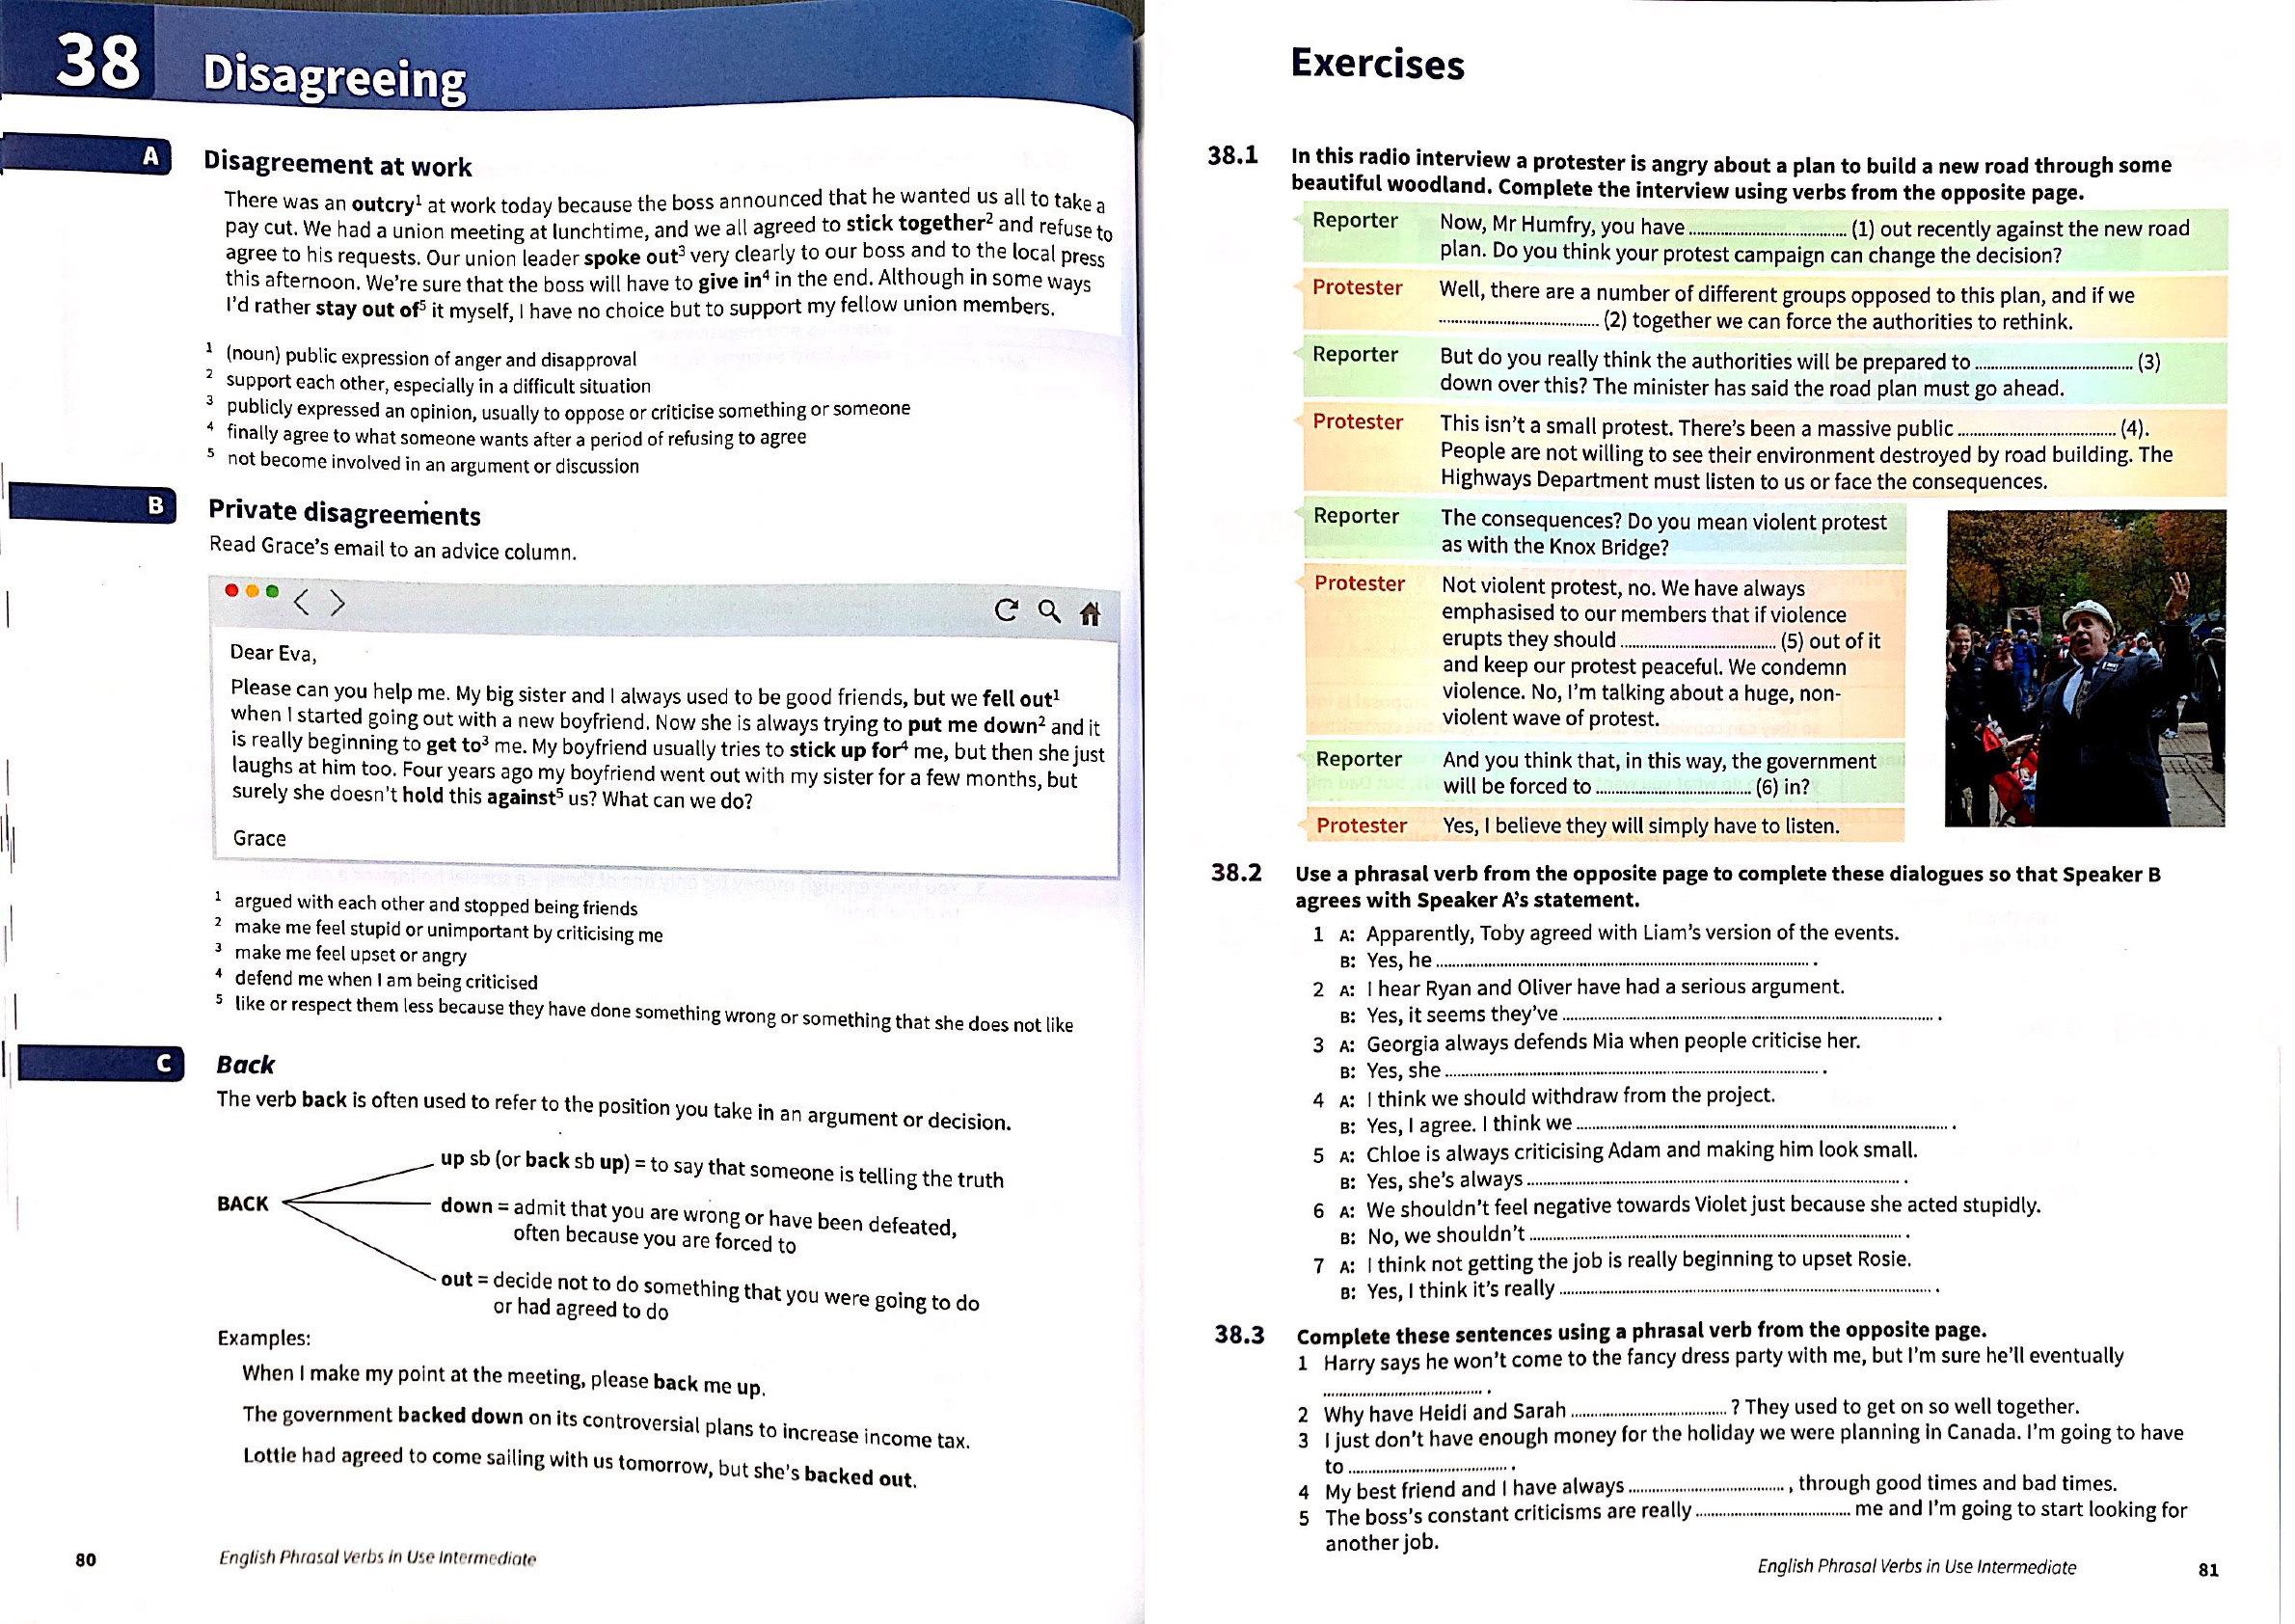 38 Disagreeing
A
Disagreement at work
There was an outcry¹ at work today because the boss announced that he wanted us all to take a
pay cut. We had a union meeting at lunchtime, and we all agreed to stick together² and refuse to
agree to his requests. Our union leader spoke out³ very clearly to our boss and to the local press
this afternoon. We're sure that the boss will have to give in⁴ in the end. Although in some ways
I'd rather stay out of⁵ it myself, I have no choice but to support my fellow union members.
¹ (noun) public expression of anger and disapproval
² support each other, especially in a difficult situation
³ publicly expressed an opinion, usually to oppose or criticise something or someone
⁴ finally agree to what someone wants after a period of refusing to agree
⁵ not become involved in an argument or discussion
B
Private disagreements
Read Grace's email to an advice column.
Dear Eva,
Please can you help me. My big sister and I always used to be good friends, but we fell out¹
when I started going out with a new boyfriend. Now she is always trying to put me down² and it
is really beginning to get to³ me. My boyfriend usually tries to stick up for⁴ me, but then she just
laughs at him too. Four years ago my boyfriend went out with my sister for a few months, but
surely she doesn't hold this against⁵ us? What can we do?
Grace
¹ argued with each other and stopped being friends
² make me feel stupid or unimportant by criticising me
³ make me feel upset or angry
⁴ defend me when I am being criticised
⁵ like or respect them less because they have done something wrong or something that she does not like
C
Back
The verb back is often used to refer to the position you take in an argument or decision.
BACK
up sb (or back sb up) = to say that someone is telling the truth
down = admit that you are wrong or have been defeated,
often because you are forced to
out = decide not to do something that you were going to do
or had agreed to do
Examples:
When I make my point at the meeting, please back me up.
The government backed down on its controversial plans to increase income tax.
Lottie had agreed to come sailing with us tomorrow, but she's backed out.
80 English Phrasal Verbs in Use Intermediate
Exercises
38.1 In this radio interview a protester is angry about a plan to build a new road through some
beautiful woodland. Complete the interview using verbs from the opposite page.
Reporter Now, Mr Humfry, you have .................... (1) out recently against the new road
plan. Do you think your protest campaign can change the decision?
Protester Well, there are a number of different groups opposed to this plan, and if we
.................... (2) together we can force the authorities to rethink.
Reporter But do you really think the authorities will be prepared to .................... (3)
down over this? The minister has said the road plan must go ahead.
Protester This isn't a small protest. There's been a massive public .................... (4).
People are not willing to see their environment destroyed by road building. The
Highways Department must listen to us or face the consequences.
Reporter The consequences? Do you mean violent protest
as with the Knox Bridge?
Protester Not violent protest, no. We have always
emphasised to our members that if violence
erupts they should .................... (5) out of it
and keep our protest peaceful. We condemn
violence. No, I'm talking about a huge, non-
violent wave of protest.
Reporter And you think that, in this way, the government
will be forced to .................... (6) in?
Protester Yes, I believe they will simply have to listen.
38.2 Use a phrasal verb from the opposite page to complete these dialogues so that Speaker B
agrees with Speaker A's statement.
1 A: Apparently, Toby agreed with Liam's version of the events.
B: Yes, he .................... .
2 A: I hear Ryan and Oliver have had a serious argument.
B: Yes, it seems they've .................... .
3 A: Georgia always defends Mia when people criticise her.
B: Yes, she .................... .
4 A: I think we should withdraw from the project.
B: Yes, I agree. I think we .................... .
5 A: Chloe is always criticising Adam and making him look small.
B: Yes, she's always .................... .
6 A: We shouldn't feel negative towards Violet just because she acted stupidly.
B: No, we shouldn't .................... .
7 A: I think not getting the job is really beginning to upset Rosie.
B: Yes, I think it's really .................... .
38.3 Complete these sentences using a phrasal verb from the opposite page.
1 Harry says he won't come to the fancy dress party with me, but I'm sure he'll eventually
.................... .
2 Why have Heidi and Sarah .................... ? They used to get on so well together.
3 I just don't have enough money for the holiday we were planning in Canada. I'm going to have
to .................... .
4 My best friend and I have always .................... , through good times and bad times.
5 The boss's constant criticisms are really .................... me and I'm going to start looking for
another job.
English Phrasal Verbs in Use Intermediate 81